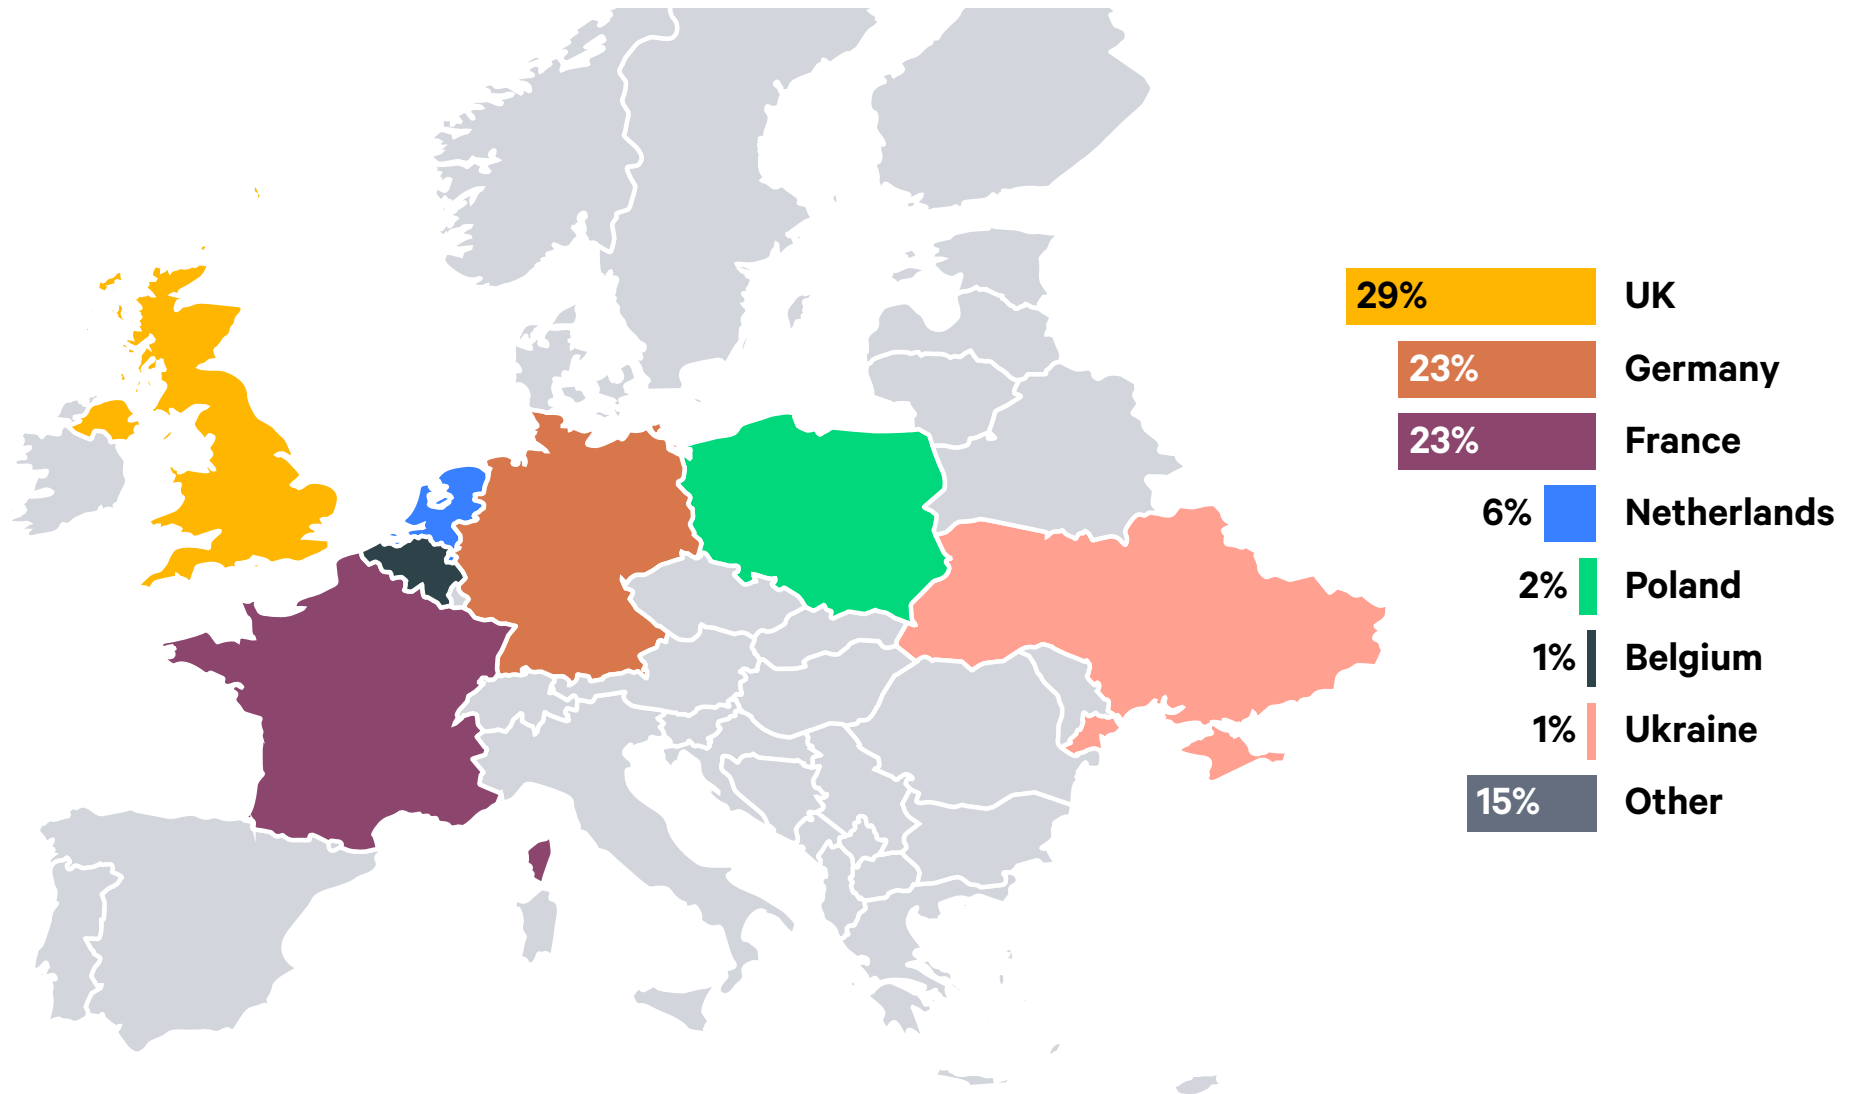 29% UK
23% Germany
23% France
6% Netherlands
2% Poland
1% Belgium
1% Ukraine
15% Other